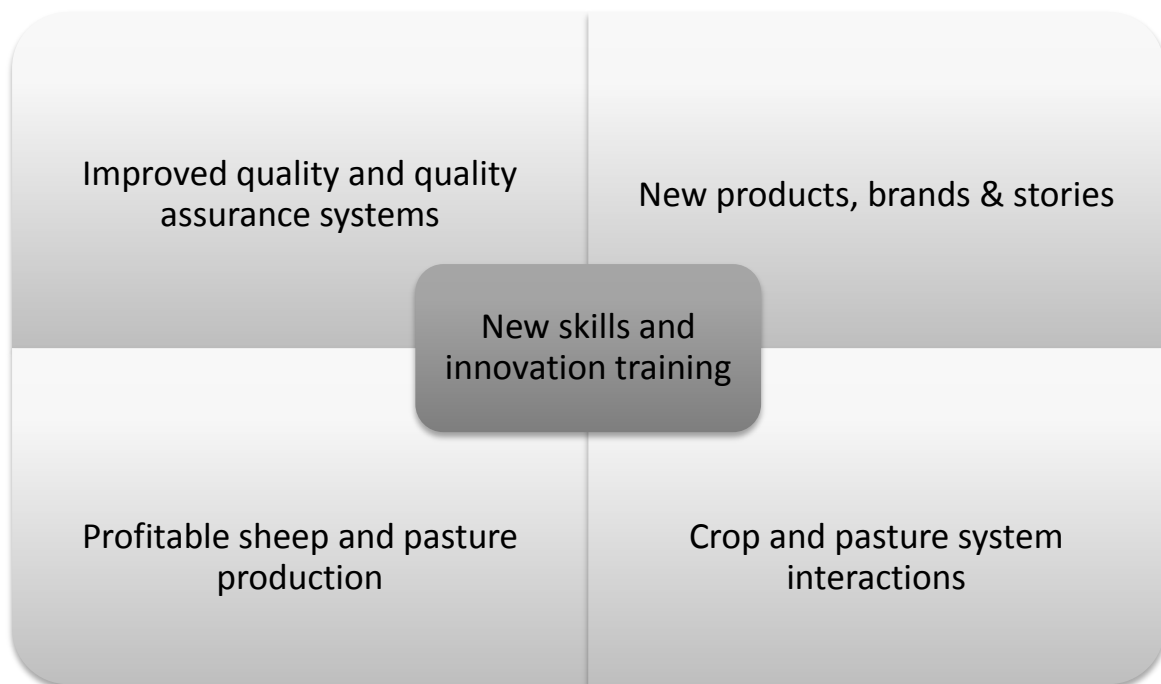 Improved quality and quality
assurance systems
New products, brands & stories
New skills and
innovation training
Profitable sheep and pasture
production
Crop and pasture system
interactions